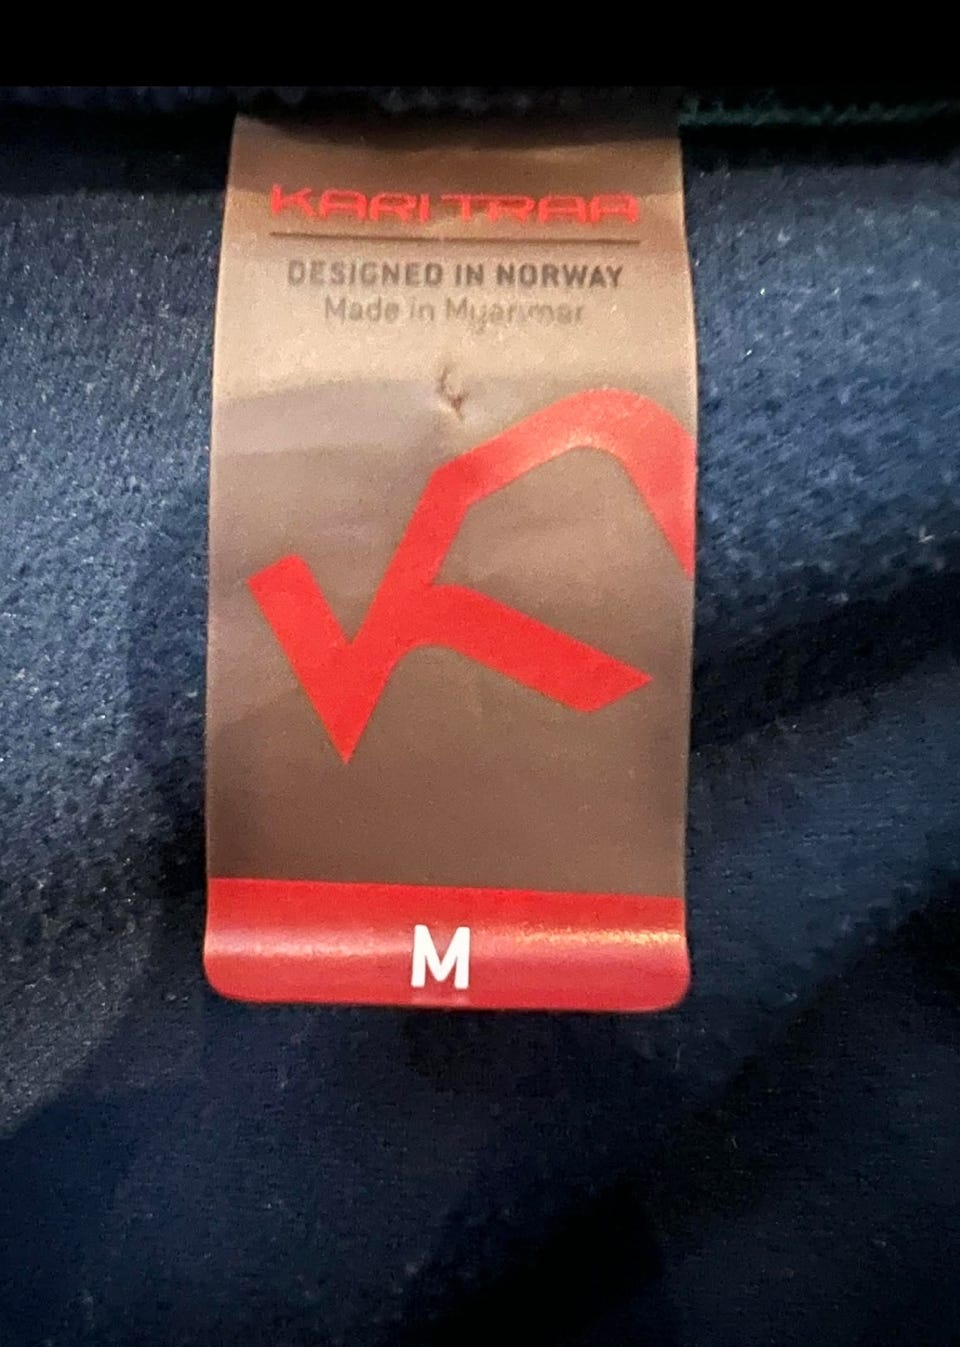 KARI TRAA
DESIGNED IN NORWAY
Made in Myanmar
M